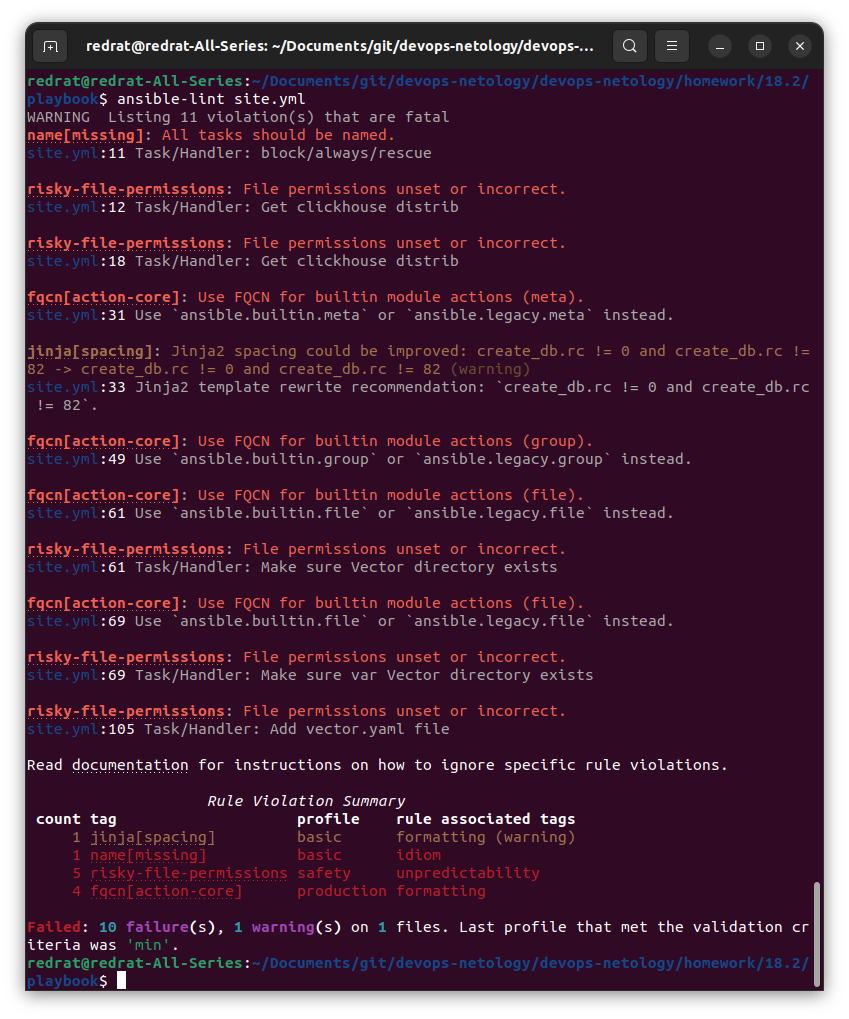 redrat@redrat-All-Series: ~/Documents/git/devops-netology/devops-...
redrat@redrat-All-Series:~/Documents/git/devops-netology/devops-netology/homework/18.2/
playbook$ ansible-lint site.yml
WARNING  Listing 11 violation(s) that are fatal
name[missing]: All tasks should be named.
site.yml:11 Task/Handler: block/always/rescue
risky-file-permissions: File permissions unset or incorrect.
site.yml:12 Task/Handler: Get clickhouse distrib
risky-file-permissions: File permissions unset or incorrect.
site.yml:18 Task/Handler: Get clickhouse distrib
fqcn[action-core]: Use FQCN for builtin module actions (meta).
site.yml:31 Use `ansible.builtin.meta` or `ansible.legacy.meta` instead.
jinja[spacing]: Jinja2 spacing could be improved: create_db.rc != 0 and create_db.rc !=
82 -> create_db.rc != 0 and create_db.rc != 82 (warning)
site.yml:33 Jinja2 template rewrite recommendation: `create_db.rc != 0 and create_db.rc
 != 82`.
fqcn[action-core]: Use FQCN for builtin module actions (group).
site.yml:49 Use `ansible.builtin.group` or `ansible.legacy.group` instead.
fqcn[action-core]: Use FQCN for builtin module actions (file).
site.yml:61 Use `ansible.builtin.file` or `ansible.legacy.file` instead.
risky-file-permissions: File permissions unset or incorrect.
site.yml:61 Task/Handler: Make sure Vector directory exists
fqcn[action-core]: Use FQCN for builtin module actions (file).
site.yml:69 Use `ansible.builtin.file` or `ansible.legacy.file` instead.
risky-file-permissions: File permissions unset or incorrect.
site.yml:69 Task/Handler: Make sure var Vector directory exists
risky-file-permissions: File permissions unset or incorrect.
site.yml:105 Task/Handler: Add vector.yaml file
Read documentation for instructions on how to ignore specific rule violations.
Rule Violation Summary
count tag profile rule associated tags
1 jinja[spacing] basic formatting (warning)
1 name[missing] basic idiom
5 risky-file-permissions safety unpredictability
4 fqcn[action-core] production formatting
Failed: 10 failure(s), 1 warning(s) on 1 files. Last profile that met the validation cr
iteria was 'min'.
redrat@redrat-All-Series:~/Documents/git/devops-netology/devops-netology/homework/18.2/
playbook$